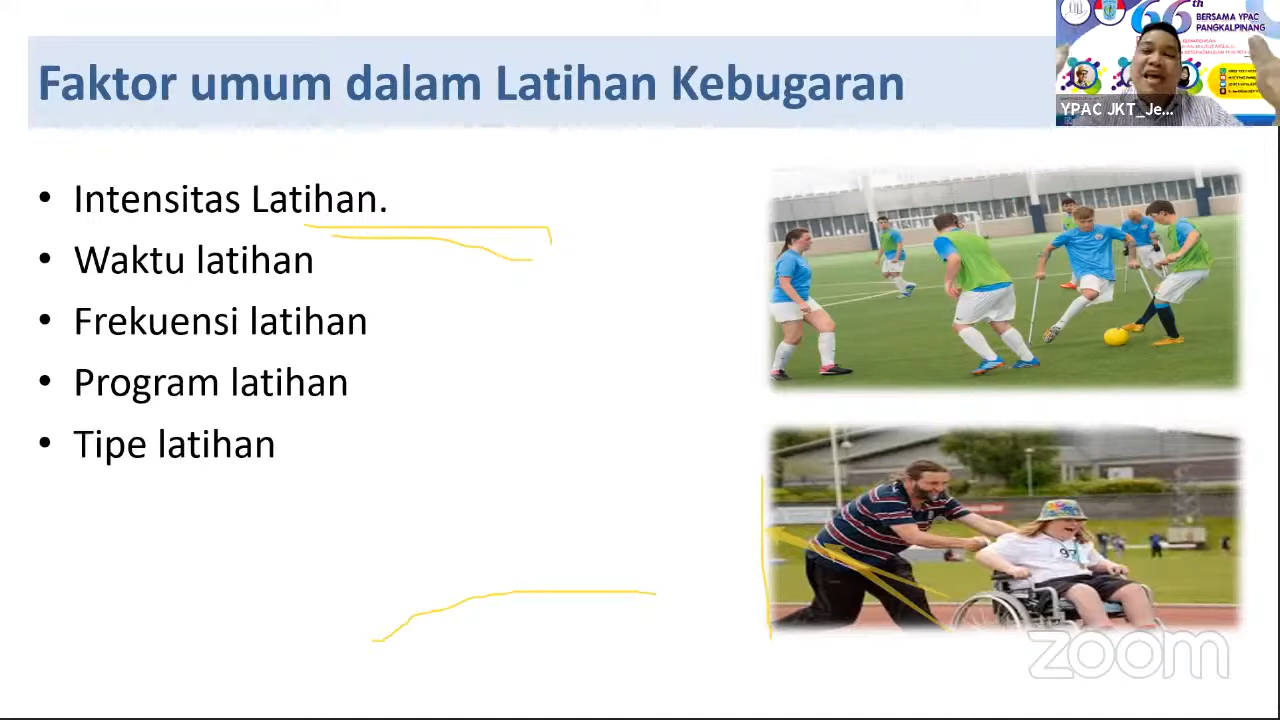 Faktor umum dalam Latihan Kebugaran
• Intensitas Latihan.
• Waktu latihan
• Frekuensi latihan
• Program latihan
• Tipe latihan
66th
BERSAMA YPAC
PANGKALPINANG
YPAC JKT_Je...
97
zoom